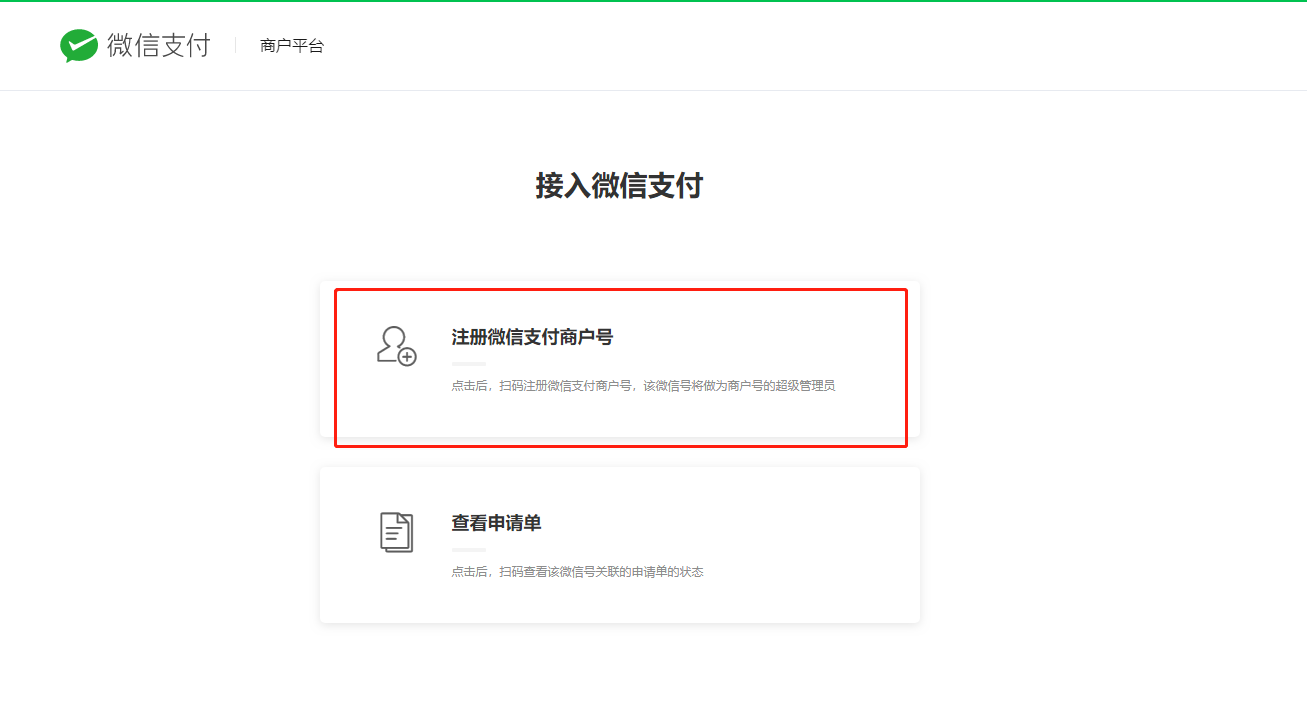 微信支付 商户平台
接入微信支付
注册微信支付商户号
点击后，扫码注册微信支付商户号，该微信号将做为商户号的超级管理员
查看申请单
点击后，扫码查看该微信号关联的申请单的状态